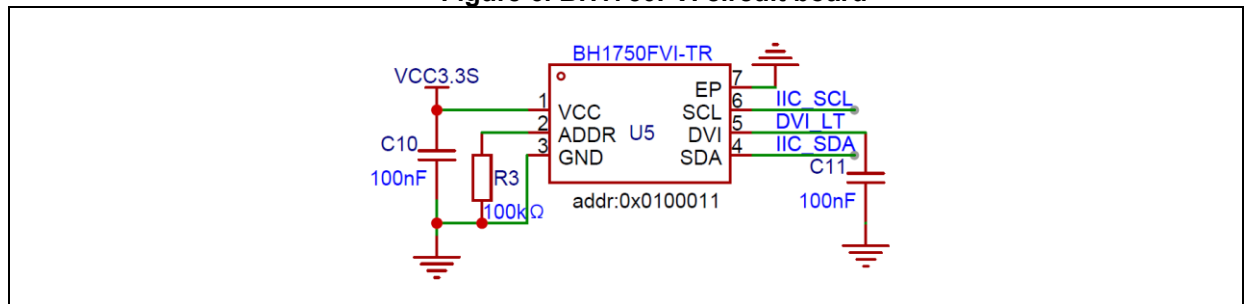 BH1750FVI-TR
VCC3.3S
1 VCC
2 ADDR
3 GND
U5
EP 7
SCL 6 IIC_SCL
DVI 5 DVI_LT
SDA 4 IIC_SDA
C10
100nF
R3
100kΩ
addr:0x0100011
C11
100nF